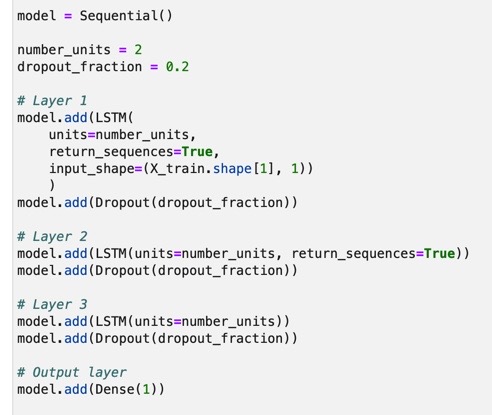 model = Sequential()
number_units = 2
dropout_fraction = 0.2
# Layer 1
model.add(LSTM(
    units=number_units,
    return_sequences=True,
    input_shape=(X_train.shape[1], 1))
    )
model.add(Dropout(dropout_fraction))
# Layer 2
model.add(LSTM(units=number_units, return_sequences=True))
model.add(Dropout(dropout_fraction))
# Layer 3
model.add(LSTM(units=number_units))
model.add(Dropout(dropout_fraction))
# Output layer
model.add(Dense(1))